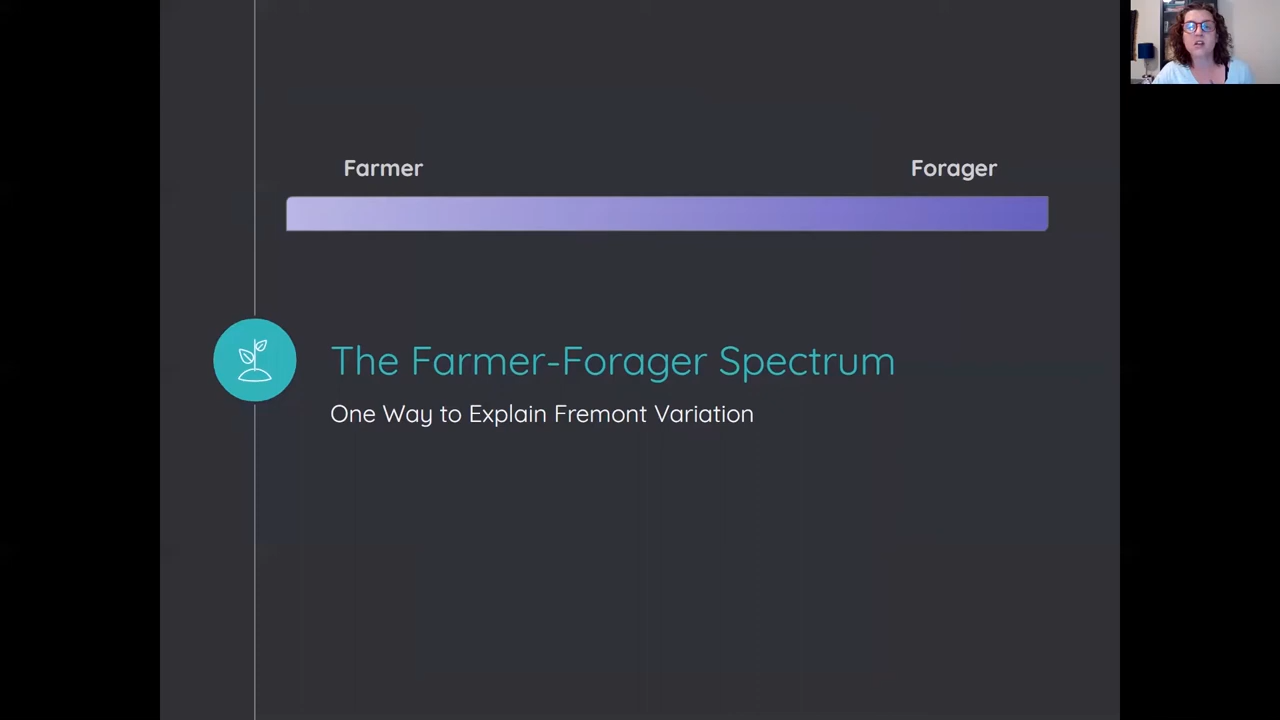 Farmer
Forager
The Farmer-Forager Spectrum
One Way to Explain Fremont Variation